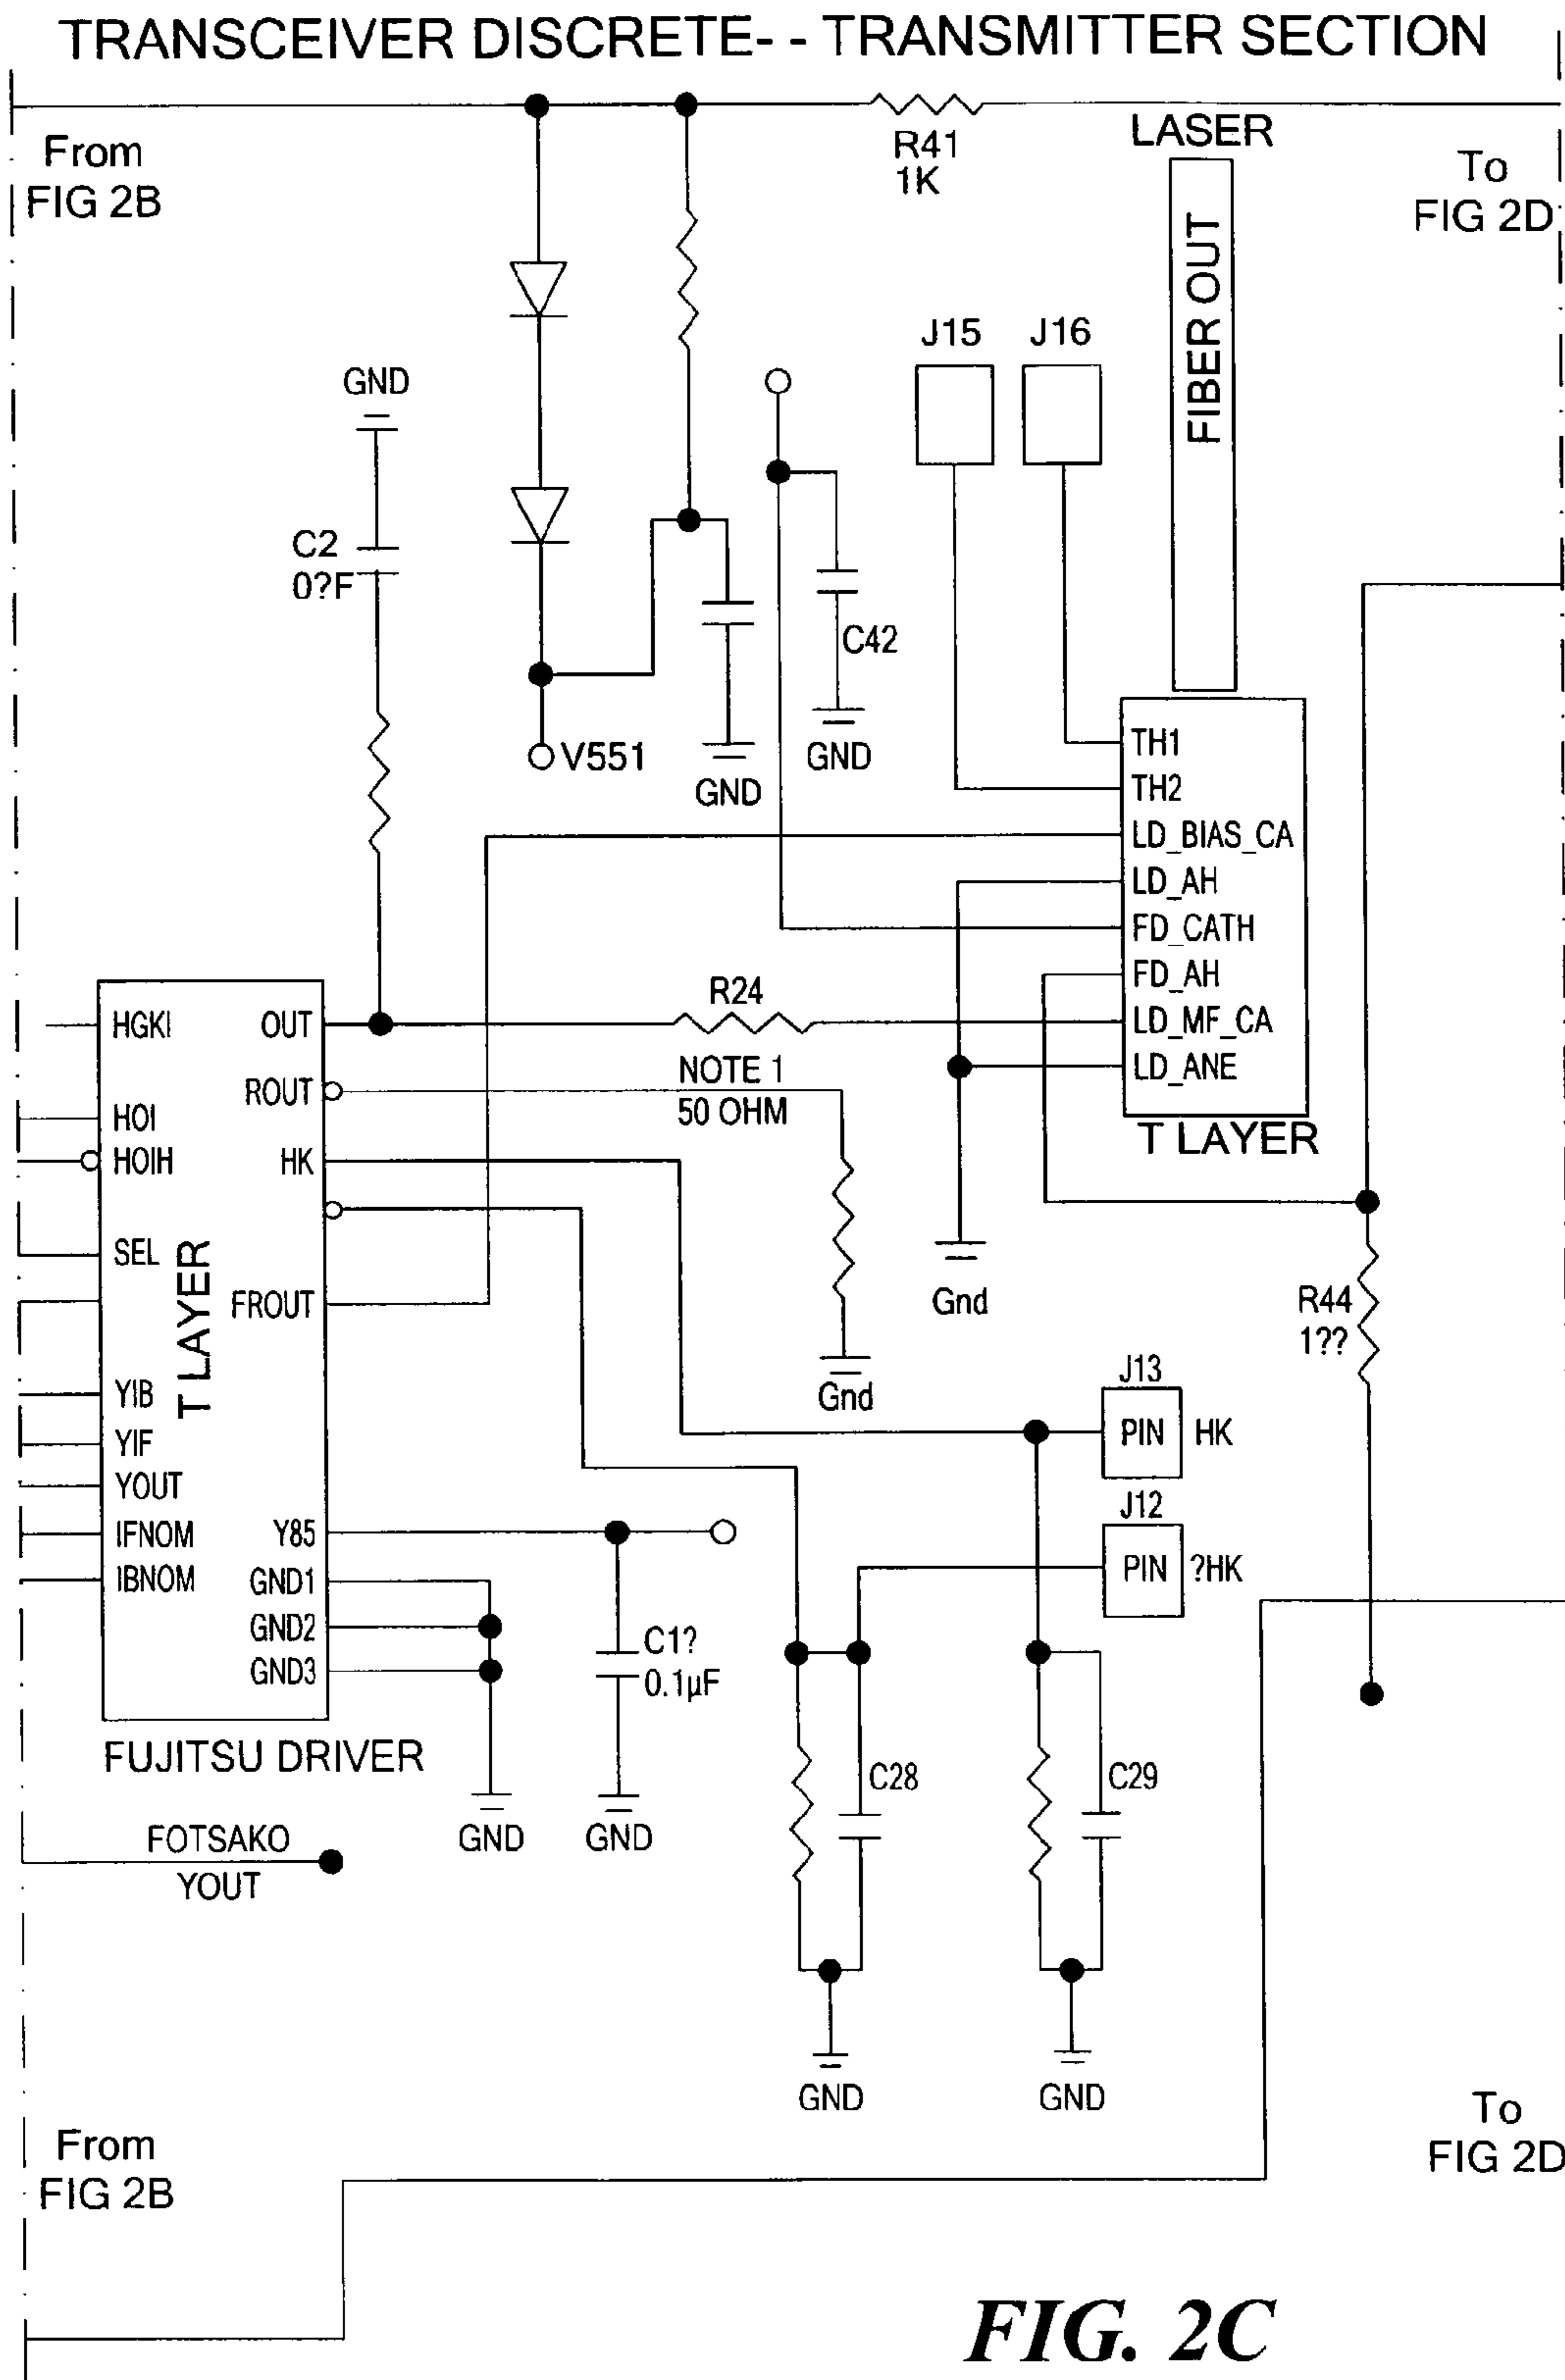 TRANSCEIVER DISCRETE- - TRANSMITTER SECTION
From
FIG 2B
R41
1K
LASER
To
FIG 2D
FIBER OUT
J15
J16
GND
C2
0?F
C42
V551
GND
GND
TH1
TH2
LD_BIAS_CA
LD_AH
FD_CATH
FD_AH
LD_MF_CA
LD_ANE
T LAYER
R24
NOTE 1
50 OHM
HGKI
OUT
ROUT
HOI
HOIH
HK
SEL
T LAYER
FROUT
YIB
YIF
YOUT
IFNOM
Y85
IBNOM
GND1
GND2
GND3
FUJITSU DRIVER
Gnd
Gnd
R44
1??
J13
PIN
HK
J12
PIN
?HK
C1?
0.1µF
C28
C29
FOTSAKO
YOUT
GND
GND
GND
GND
From
FIG 2B
To
FIG 2D
FIG. 2C